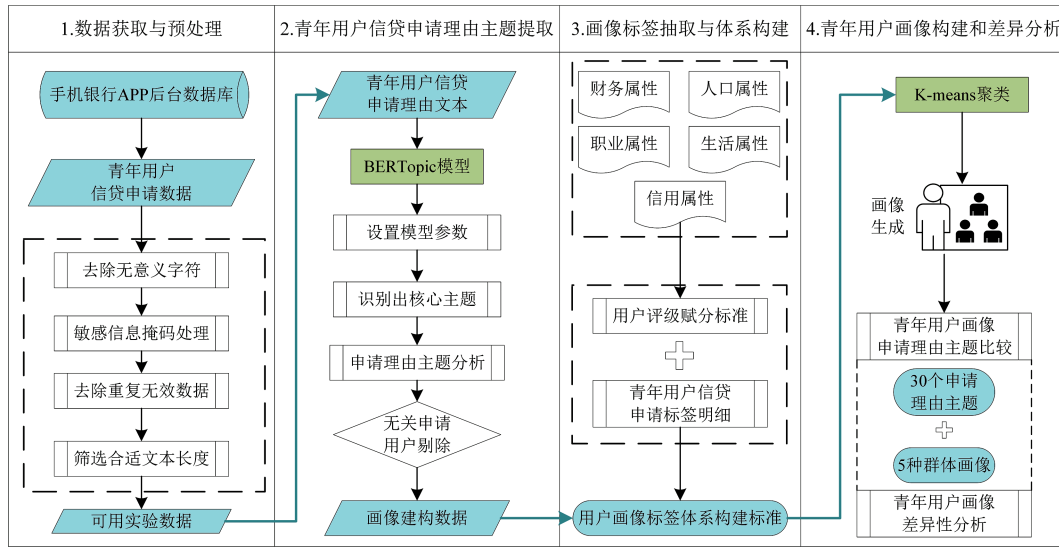 1.数据获取与预处理
手机银行APP后台数据库
青年用户
信贷申请数据
去除无意义字符
敏感信息掩码处理
去除重复无效数据
筛选合适文本长度
可用实验数据
2.青年用户信贷申请理由主题提取
青年用户信贷
申请理由文本
BERTopic模型
设置模型参数
识别出核心主题
申请理由主题分析
无关申请
用户剔除
画像建构数据
3.画像标签抽取与体系构建
财务属性
人口属性
职业属性
生活属性
信用属性
用户评级赋分标准
青年用户信贷
申请标签明细
用户画像标签体系构建标准
4.青年用户画像构建和差异分析
K-means聚类
画像
生成
青年用户画像
申请理由主题比较
30个申请
理由主题
5种群体画像
青年用户画像
差异性分析